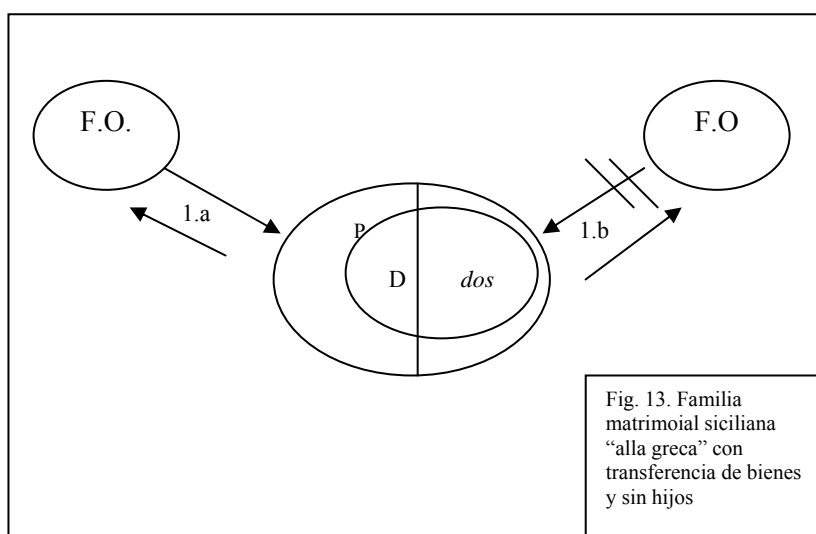 F.O.
F.O
1.a
1.b
P
D
dos
Fig. 13. Familia
matrimoial siciliana
“alla greca” con
transferencia de bienes
y sin hijos